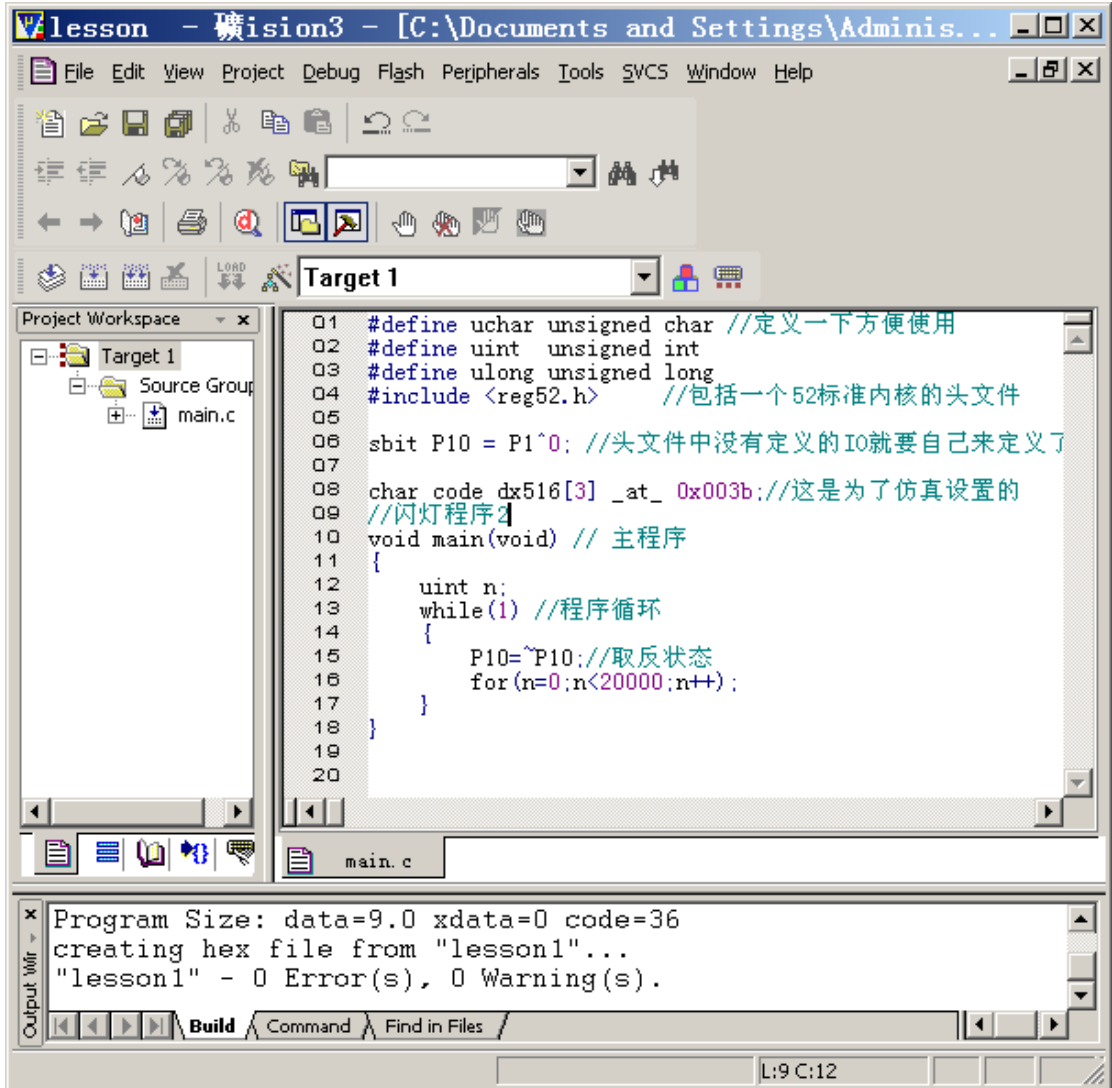 lesson - 礦ision3 - [C:\Documents and Settings\Adminis...
File Edit View Project Debug Flash Peripherals Tools SVCS Window Help
LOAD
Target 1
Project Workspace
Target 1
Source Group
main.c
01 #define uchar unsigned char //定义一下方便使用
02 #define uint  unsigned int
03 #define ulong unsigned long
04 #include <reg52.h>     //包括一个52标准内核的头文件
05
06 sbit P10 = P1^0; //头文件中没有定义的IO就要自己来定义了
07
08 char code dx516[3] _at_ 0x003b;//这是为了仿真设置的
09 //闪灯程序2
10 void main(void) // 主程序
11 {
12     uint n;
13     while(1) //程序循环
14     {
15         P10=~P10;//取反状态
16         for(n=0;n<20000;n++);
17     }
18 }
19
20
main.c
Output Wir
Program Size: data=9.0 xdata=0 code=36
creating hex file from "lesson1"...
"lesson1" - 0 Error(s), 0 Warning(s).
Build Command Find in Files
L:9 C:12